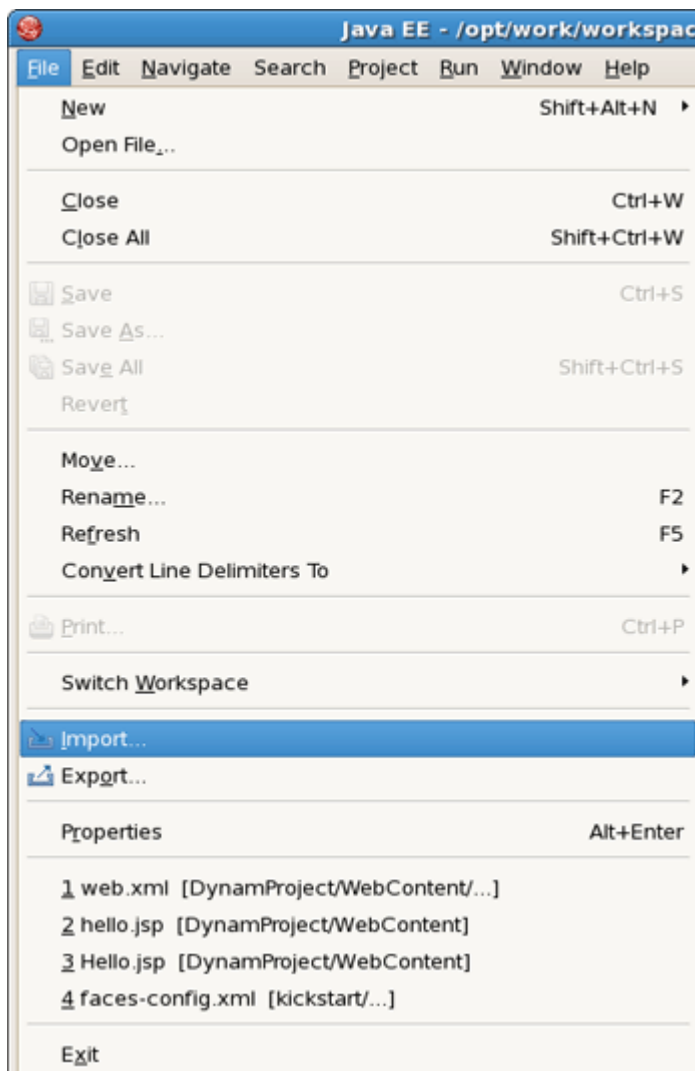 Java EE - /opt/work/workspac
File Edit Navigate Search Project Run Window Help
New Shift+Alt+N
Open File...
Close Ctrl+W
Close All Shift+Ctrl+W
Save Ctrl+S
Save As...
Save All Shift+Ctrl+S
Revert
Move...
Rename... F2
Refresh F5
Convert Line Delimiters To
Print... Ctrl+P
Switch Workspace
Import...
Export...
Properties Alt+Enter
1 web.xml [DynamProject/WebContent/...]
2 hello.jsp [DynamProject/WebContent]
3 Hello.jsp [DynamProject/WebContent]
4 faces-config.xml [kickstart/...]
Exit